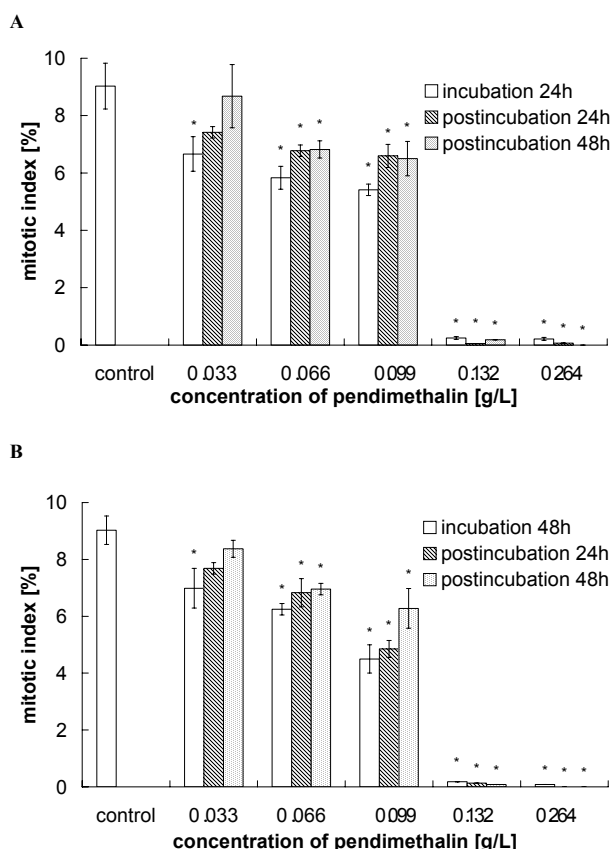 A
10
8
6
4
2
0
mitotic index [%]
incubation 24h
postincubation 24h
postincubation 48h
* * * * * * * *
* * * * * *
control 0.033 0.066 0.099 0.132 0.264
concentration of pendimethalin [g/L]
B
10
8
6
4
2
0
mitotic index [%]
incubation 48h
postincubation 24h
postincubation 48h
* * * * * * *
* * * * * *
control 0.033 0.066 0.099 0.132 0.264
concentration of pendimethalin [g/L]